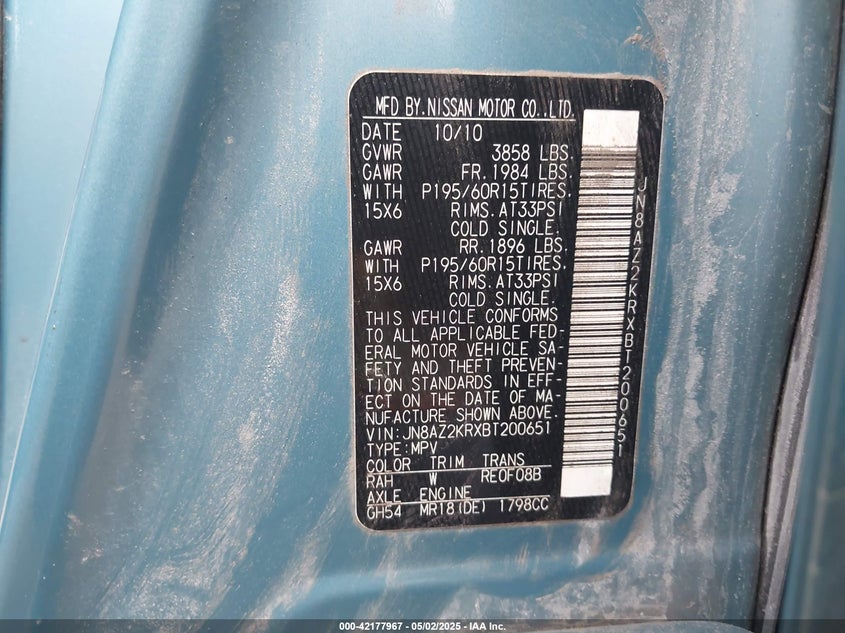 MFD BY.NISSAN MOTOR CO.,LTD.
DATE 10/10
GVWR 3858 LBS.
GAWR FR.1984 LBS.
WITH P195/60R15TIRES.
15X6 RIMS.AT33PSI
COLD SINGLE.
GAWR RR.1896 LBS.
WITH P195/60R15TIRES.
15X6 RIMS.AT33PSI
COLD SINGLE.
THIS VEHICLE CONFORMS
TO ALL APPLICABLE FED-
ERAL MOTOR VEHICLE SA-
FETY AND THEFT PREVEN-
TION STANDARDS IN EFF-
ECT ON THE DATE OF MA-
NUFACTURE SHOWN ABOVE.
VIN:JN8AZ2KRXBT200651
TYPE:MPV
COLOR TRIM TRANS
RAH W RE0F08B
AXLE ENGINE
GH54 MR18(DE) 1798CC
JN8AZ2KRXBT200651
000-42177967 - 05/02/2025 - IAA Inc.